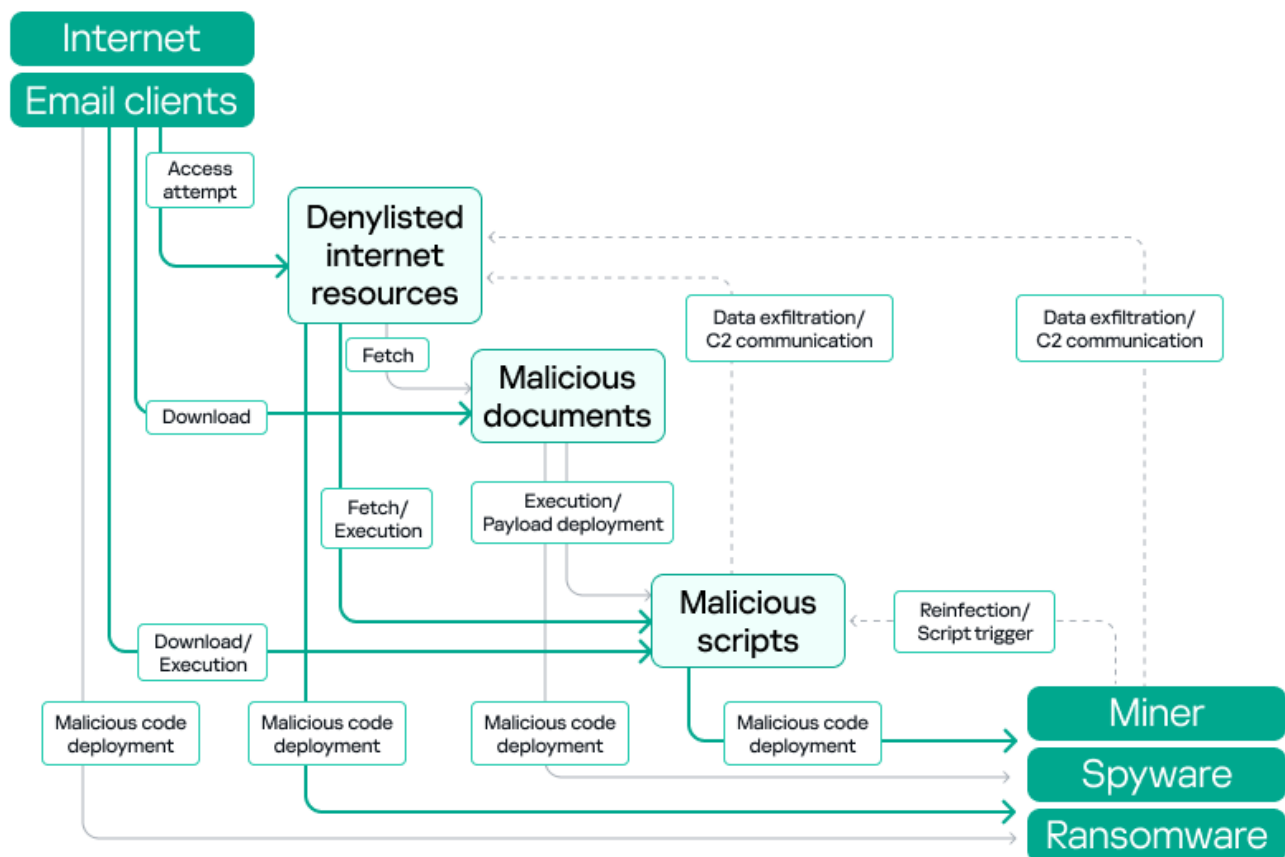 Internet
Email clients
Access
attempt
Denylisted
internet
resources
Data exfiltration/
C2 communication
Data exfiltration/
C2 communication
Fetch
Malicious
documents
Download
Fetch/
Execution
Execution/
Payload deployment
Malicious
scripts
Reinfection/
Script trigger
Download/
Execution
Malicious code
deployment
Malicious code
deployment
Malicious code
deployment
Malicious code
deployment
Miner
Spyware
Ransomware